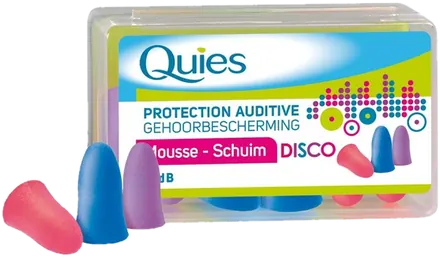 Quies
PROTECTION AUDITIVE
GEHOORBESCHERMING
Mousse - Schuim DISCO
dB